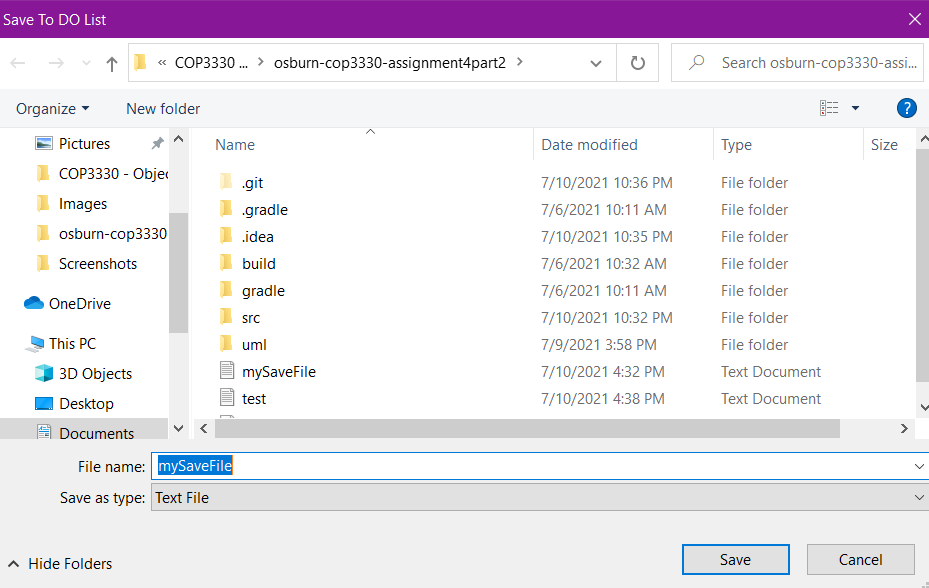 Save To DO List
« COP3330 ... > osburn-cop3330-assignment4part2 >
Search osburn-cop3330-assi...
Organize
New folder
?
Pictures
COP3330 - Objec
Images
osburn-cop3330
Screenshots
OneDrive
This PC
3D Objects
Desktop
Documents
Name Date modified Type Size
.git 7/10/2021 10:36 PM File folder
.gradle 7/6/2021 10:11 AM File folder
.idea 7/10/2021 10:35 PM File folder
build 7/6/2021 10:32 AM File folder
gradle 7/6/2021 10:11 AM File folder
src 7/10/2021 10:32 PM File folder
uml 7/9/2021 3:58 PM File folder
mySaveFile 7/10/2021 4:32 PM Text Document
test 7/10/2021 4:38 PM Text Document
File name: mySaveFile
Save as type: Text File
Hide Folders
Save
Cancel